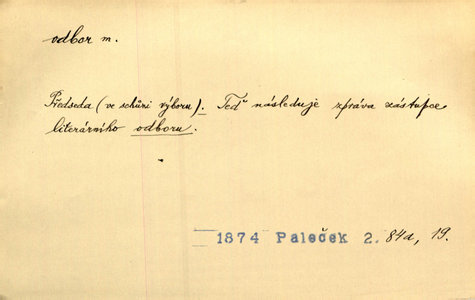 odbor m.
Předseda (ve schůzi výboru). Teď následuje zpráva zástupce
literárního odboru.
1874 Paleček 2. 84a, 19.